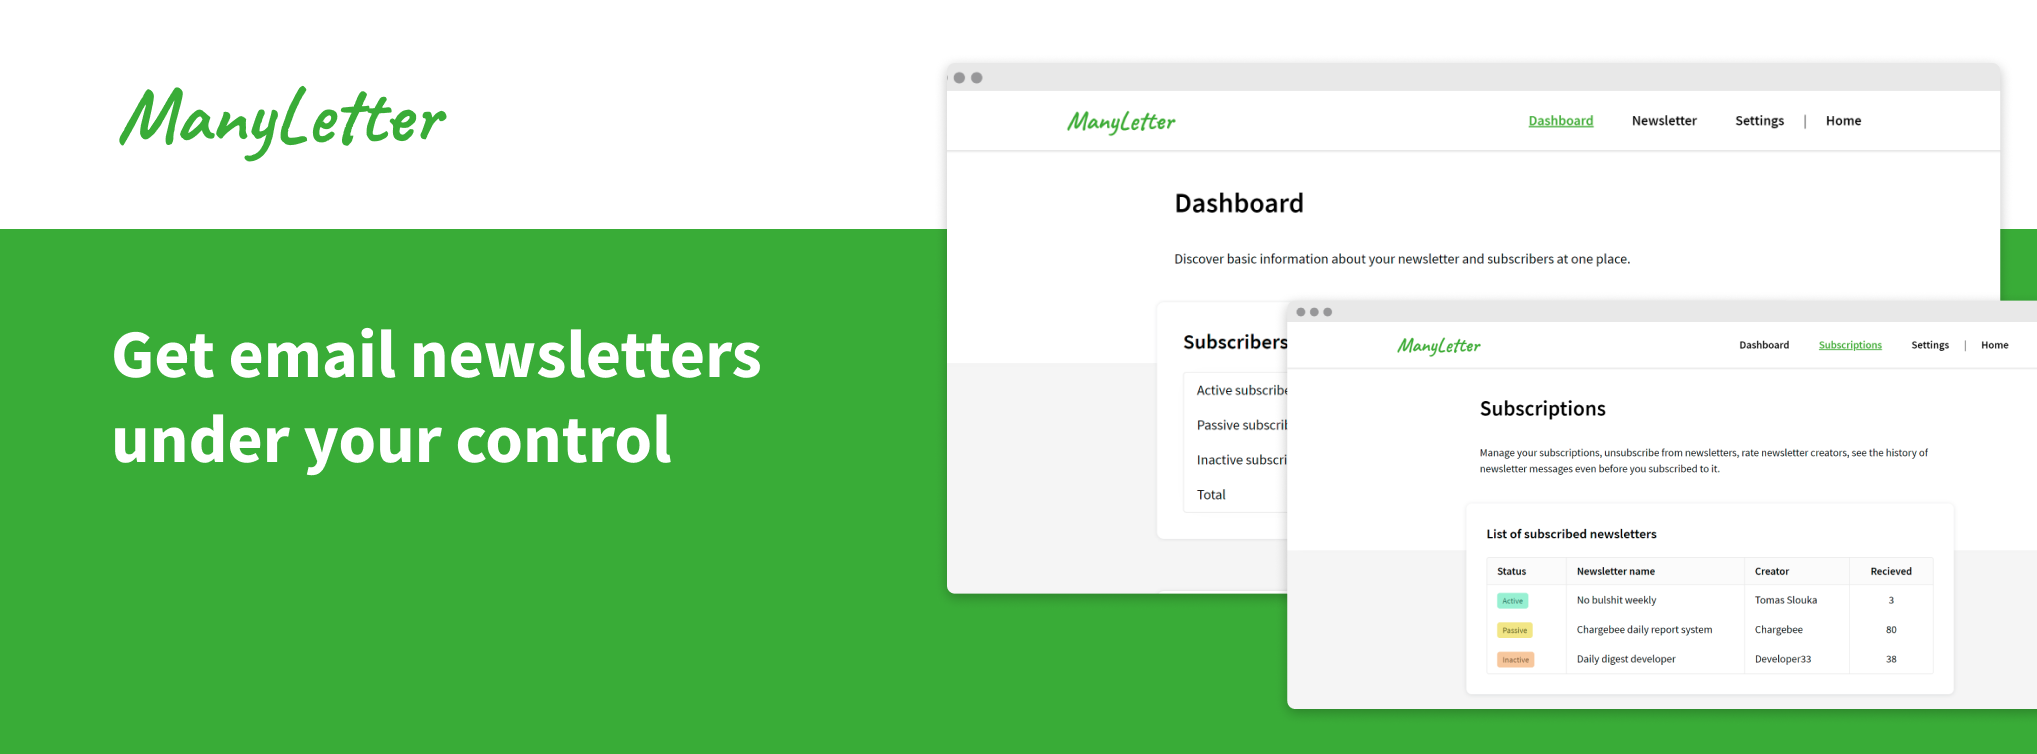 ManyLetter
Get email newsletters
under your control
ManyLetter
Dashboard Newsletter Settings | Home
Dashboard
Discover basic information about your newsletter and subscribers at one place.
Subscribers
Active subscribe
Passive subscri
Inactive subscri
Total
ManyLetter
Dashboard Subscriptions Settings | Home
Subscriptions
Manage your subscriptions, unsubscribe from newsletters, rate newsletter creators, see the history of
newsletter messages even before you subscribed to it.
List of subscribed newsletters
Status Newsletter name Creator Recieved
Active No bulshit weekly Tomas Slouka 3
Passive Chargebee daily report system Chargebee 80
Inactive Daily digest developer Developer33 38